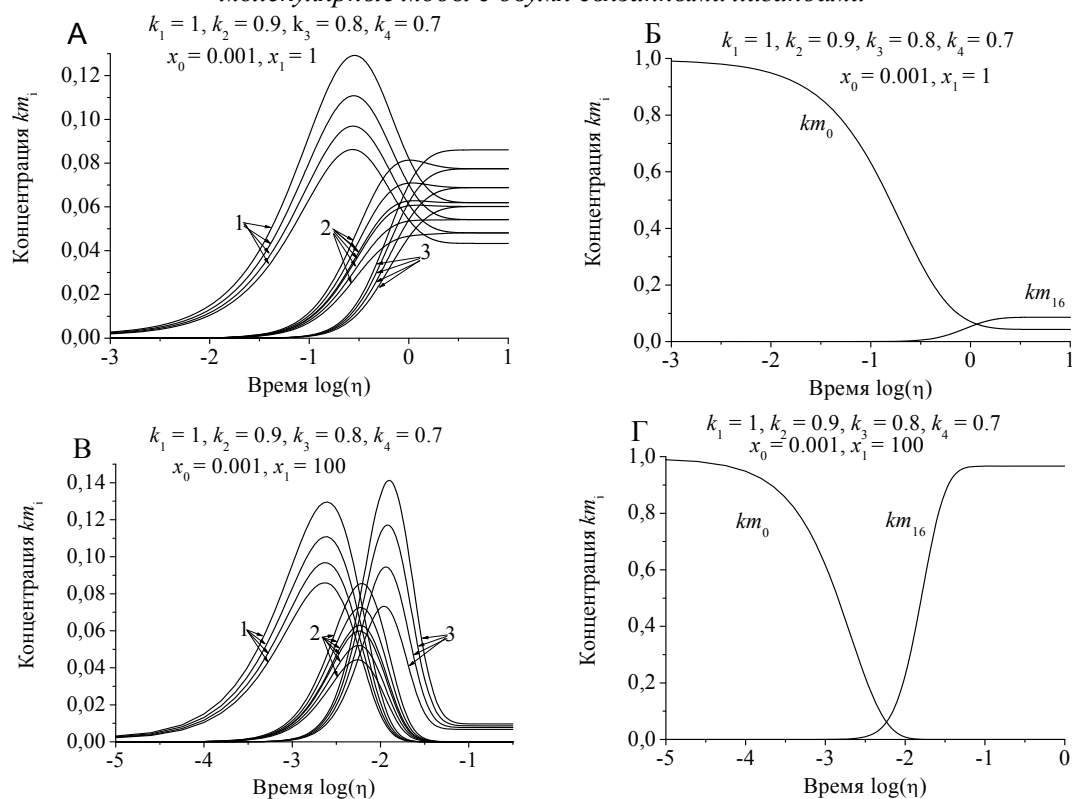 молекулярные моды с двумя связанными лигандами
А
k1 = 1, k2 = 0.9, k3 = 0.8, k4 = 0.7
x0 = 0.001, x1 = 1
0,12
0,10
0,08
0,06
0,04
0,02
0,00
Концентрация kmi
1
2
3
-3 -2 -1 0 1
Время log(η)
Б
k1 = 1, k2 = 0.9, k3 = 0.8, k4 = 0.7
x0 = 0.001, x1 = 1
1,0
0,8
0,6
0,4
0,2
0,0
Концентрация kmi
km0
km16
-3 -2 -1 0 1
Время log(η)
В
k1 = 1, k2 = 0.9, k3 = 0.8, k4 = 0.7
x0 = 0.001, x1 = 100
0,14
0,12
0,10
0,08
0,06
0,04
0,02
0,00
Концентрация kmi
1
2
3
-5 -4 -3 -2 -1
Время log(η)
Г
k1 = 1, k2 = 0.9, k3 = 0.8, k4 = 0.7
x0 = 0.001, x1 = 100
1,0
0,8
0,6
0,4
0,2
0,0
Концентрация kmi
km0
km16
-5 -4 -3 -2 -1 0
Время log(η)